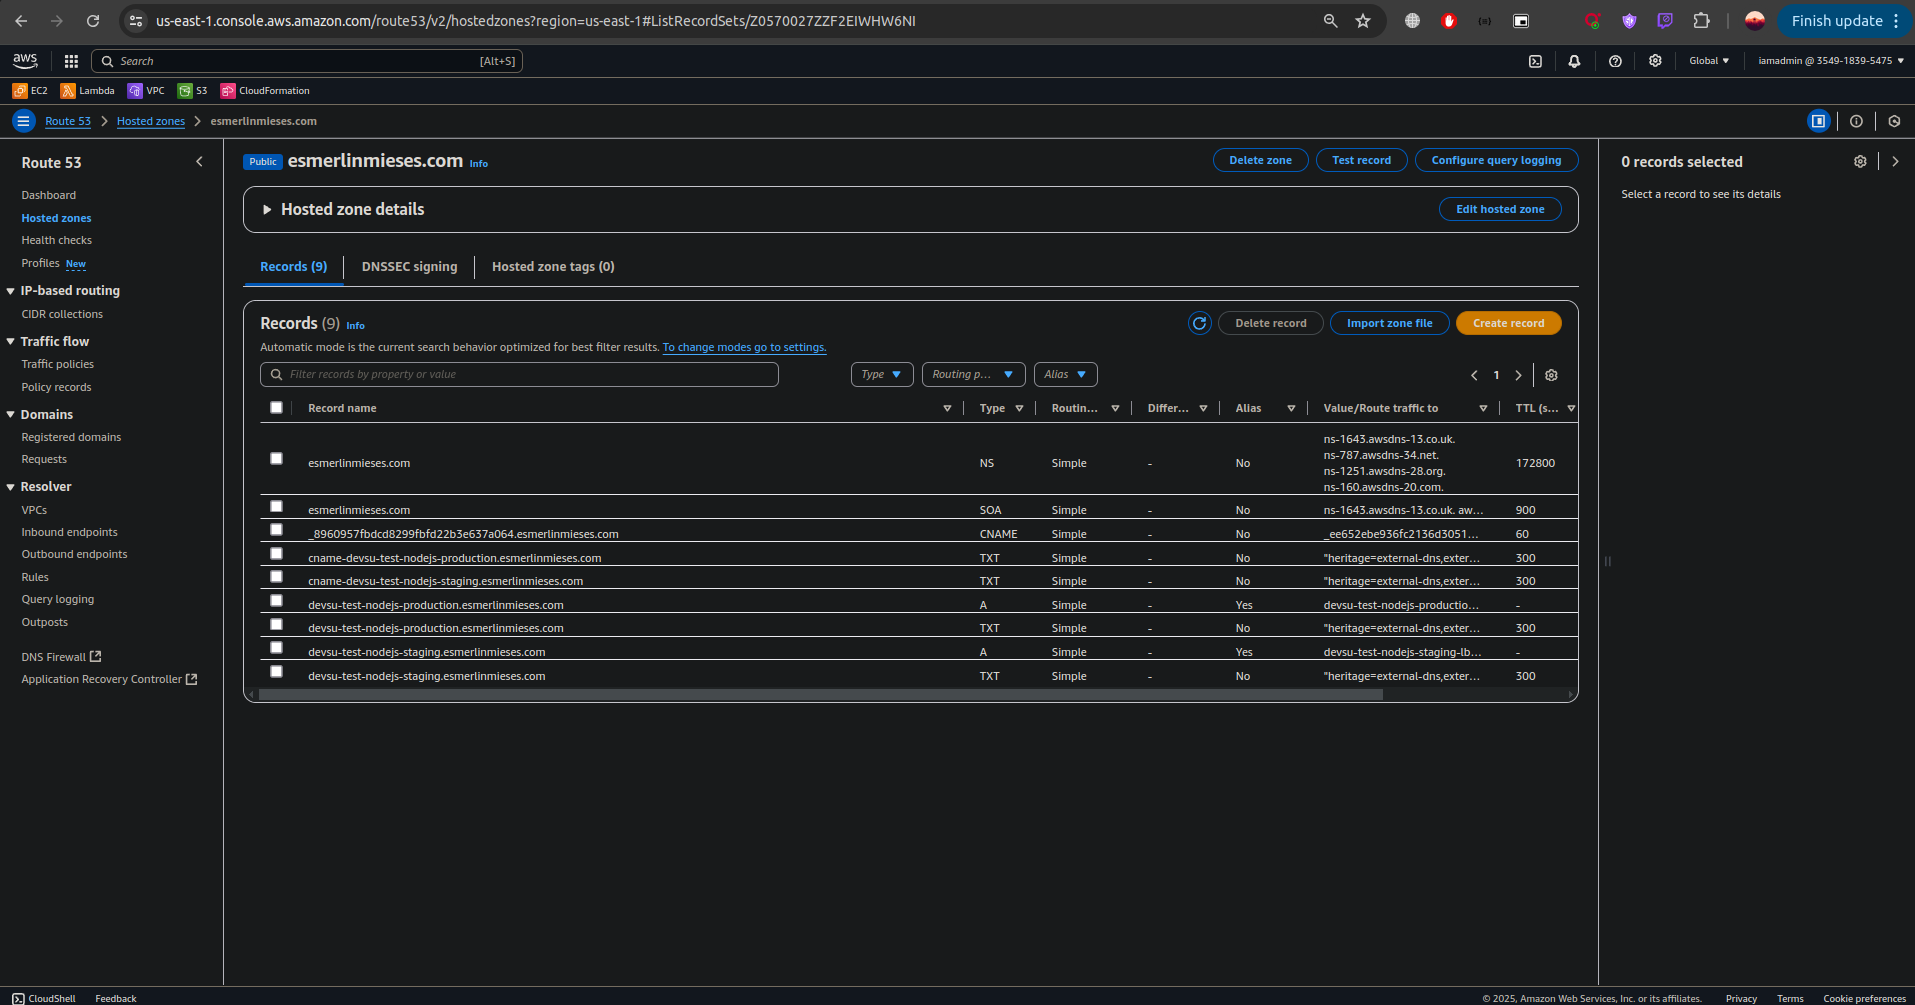 us-east-1.console.aws.amazon.com/route53/v2/hostedzones?region=us-east-1#ListRecordSets/Z0570027ZZF2EIWHW6NI
Finish update
aws
Search
[Alt+S]
Global
iamadmin @ 3549-1839-5475
EC2
Lambda
VPC
S3
CloudFormation
Route 53
Hosted zones
esmerlinmieses.com
Route 53
Dashboard
Hosted zones
Health checks
Profiles New
IP-based routing
CIDR collections
Traffic flow
Traffic policies
Policy records
Domains
Registered domains
Requests
Resolver
VPCs
Inbound endpoints
Outbound endpoints
Rules
Query logging
Outposts
DNS Firewall
Application Recovery Controller
Public esmerlinmieses.com Info
Delete zone
Test record
Configure query logging
Hosted zone details
Edit hosted zone
Records (9)
DNSSEC signing
Hosted zone tags (0)
Records (9) Info
Delete record
Import zone file
Create record
Automatic mode is the current search behavior optimized for best filter results. To change modes go to settings.
Filter records by property or value
Type
Routing p...
Alias
1
Record name Type Routin... Differ... Alias Value/Route traffic to TTL (s...
esmerlinmieses.com NS Simple - No ns-1643.awsdns-13.co.uk. 172800
ns-787.awsdns-34.net.
ns-1251.awsdns-28.org.
ns-160.awsdns-20.com.
esmerlinmieses.com SOA Simple - No ns-1643.awsdns-13.co.uk. aw... 900
_8960957fbdcd8299fbfd22b3e637a064.esmerlinmieses.com CNAME Simple - No _ee652ebe936fc2136d3051... 60
cname-devsu-test-nodejs-production.esmerlinmieses.com TXT Simple - No "heritage=external-dns,exter... 300
cname-devsu-test-nodejs-staging.esmerlinmieses.com TXT Simple - No "heritage=external-dns,exter... 300
devsu-test-nodejs-production.esmerlinmieses.com A Simple - Yes devsu-test-nodejs-productio... -
devsu-test-nodejs-production.esmerlinmieses.com TXT Simple - No "heritage=external-dns,exter... 300
devsu-test-nodejs-staging.esmerlinmieses.com A Simple - Yes devsu-test-nodejs-staging-lb... -
devsu-test-nodejs-staging.esmerlinmieses.com TXT Simple - No "heritage=external-dns,exter... 300
0 records selected
Select a record to see its details
CloudShell
Feedback
© 2025, Amazon Web Services, Inc. or its affiliates.
Privacy
Terms
Cookie preferences